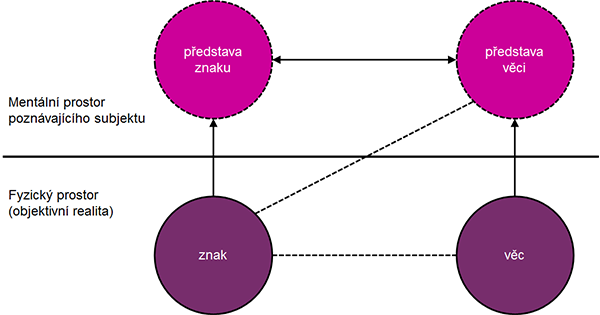 představa
znaku
představa
věci
Mentální prostor
poznávajícího subjektu
Fyzický prostor
(objektivní realita)
znak
věc